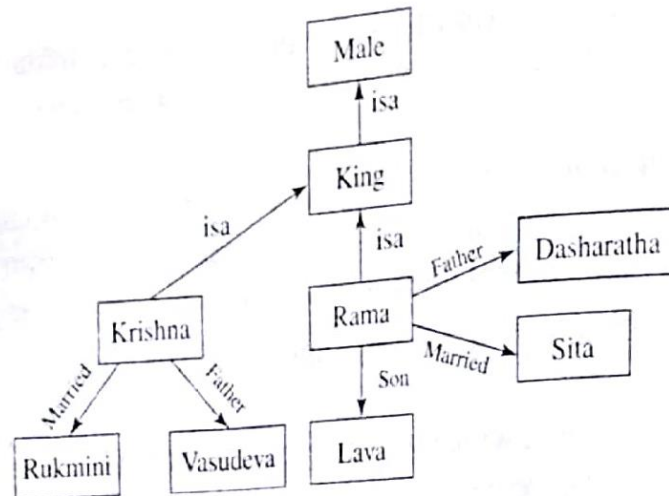 Male
isa
King
isa
isa
Father
Dasharatha
Krishna
Rama
Married
Sita
Married
Father
Son
Rukmini
Vasudeva
Lava